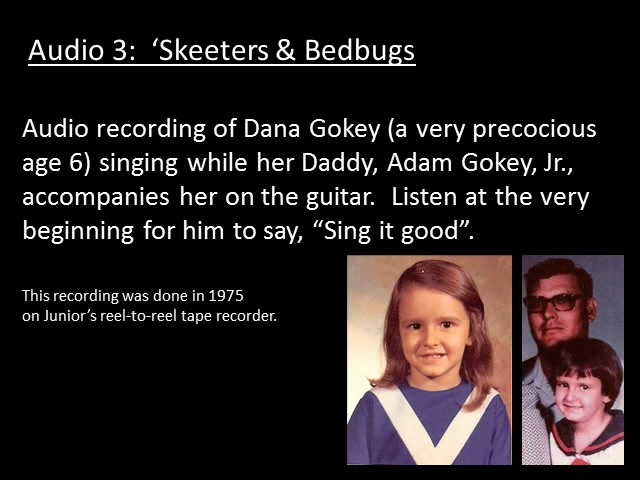 Audio 3:  ‘Skeeters & Bedbugs
Audio recording of Dana Gokey (a very precocious
age 6) singing while her Daddy, Adam Gokey, Jr.,
accompanies her on the guitar.  Listen at the very
beginning for him to say, “Sing it good”.
This recording was done in 1975
on Junior’s reel-to-reel tape recorder.